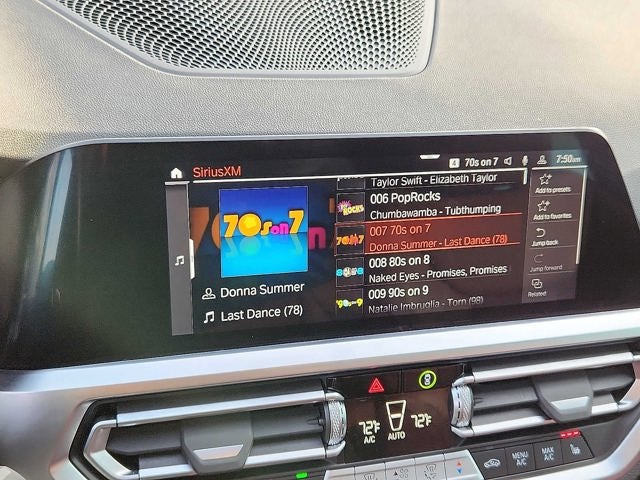 4 70s on 7 7:50am
SiriusXM
Taylor Swift - Elizabeth Taylor
006 PopRocks
Chumbawamba - Tubthumping
007 70s on 7
Donna Summer - Last Dance (78)
008 80s on 8
Naked Eyes - Promises, Promises
009 90s on 9
Natalie Imbruglia - Torn (98)
70s on 7
Donna Summer
Last Dance (78)
Add to presets
Add to favorites
Jump back
Jump forward
Related
72°F
A/C
AUTO
72°F
MENU
A/C
MAX
A/C